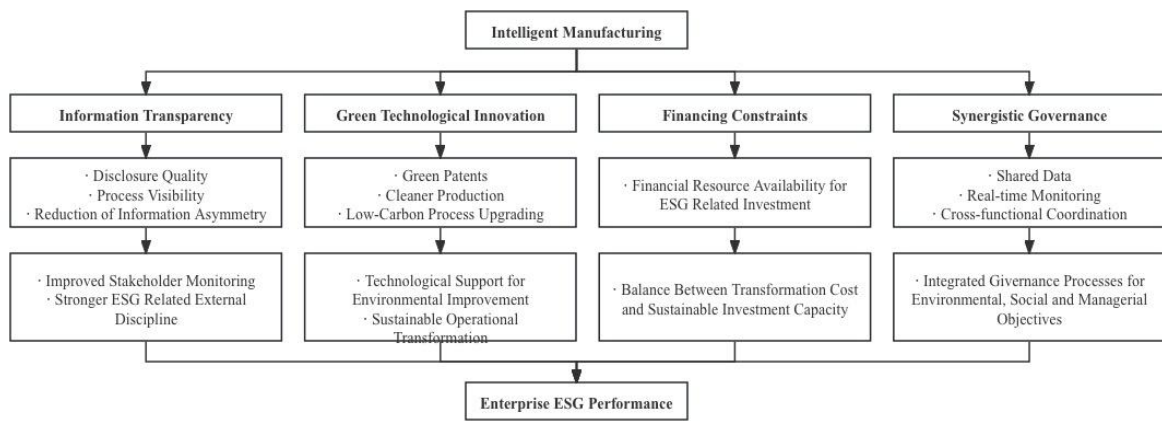 Intelligent Manufacturing
Information Transparency
Green Technological Innovation
Financing Constraints
Synergistic Governance
· Disclosure Quality
· Process Visibility
· Reduction of Information Asymmetry
· Green Patents
· Cleaner Production
· Low-Carbon Process Upgrading
· Financial Resource Availability for
ESG Related Investment
· Shared Data
· Real-time Monitoring
· Cross-functional Coordination
· Improved Stakeholder Monitoring
· Stronger ESG Related External
Discipline
· Technological Support for
Environmental Improvement
· Sustainable Operational
Transformation
· Balance Between Transformation Cost
and Sustainable Investment Capacity
· Integrated Givernance Processes for
Environmental, Social and Managerial
Objectives
Enterprise ESG Performance